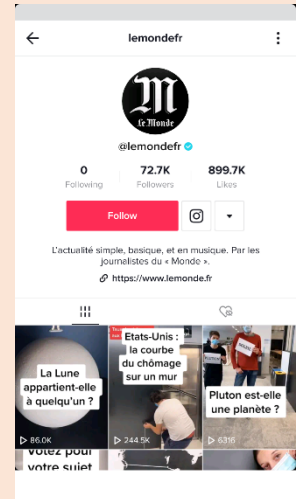 lemondefr
Le Monde
@lemondefr
0 72.7K 899.7K
Following Followers Likes
Follow
L'actualité simple, basique, et en musique. Par les
journalistes du « Monde ».
https://www.lemonde.fr
La Lune
appartient-elle
à quelqu'un ?
86.0K
Etats-Unis :
la courbe
du chômage
sur un mur
244.5K
Pluton est-elle
une planète ?
6316
Votez pour
votre sujet